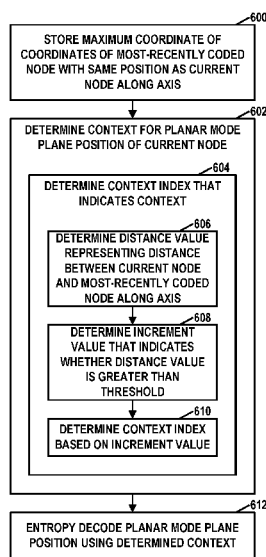 600
STORE MAXIMUM COORDINATE OF
COORDINATES OF MOST-RECENTLY CODED
NODE WITH SAME POSITION AS CURRENT
NODE ALONG AXIS
602
DETERMINE CONTEXT FOR PLANAR MODE
PLANE POSITION OF CURRENT NODE
604
DETERMINE CONTEXT INDEX THAT
INDICATES CONTEXT
606
DETERMINE DISTANCE VALUE
REPRESENTING DISTANCE
BETWEEN CURRENT NODE
AND MOST-RECENTLY CODED
NODE ALONG AXIS
608
DETERMINE INCREMENT
VALUE THAT INDICATES
WHETHER DISTANCE VALUE
IS GREATER THAN
THRESHOLD
610
DETERMINE CONTEXT INDEX
BASED ON INCREMENT VALUE
612
ENTROPY DECODE PLANAR MODE PLANE
POSITION USING DETERMINED CONTEXT